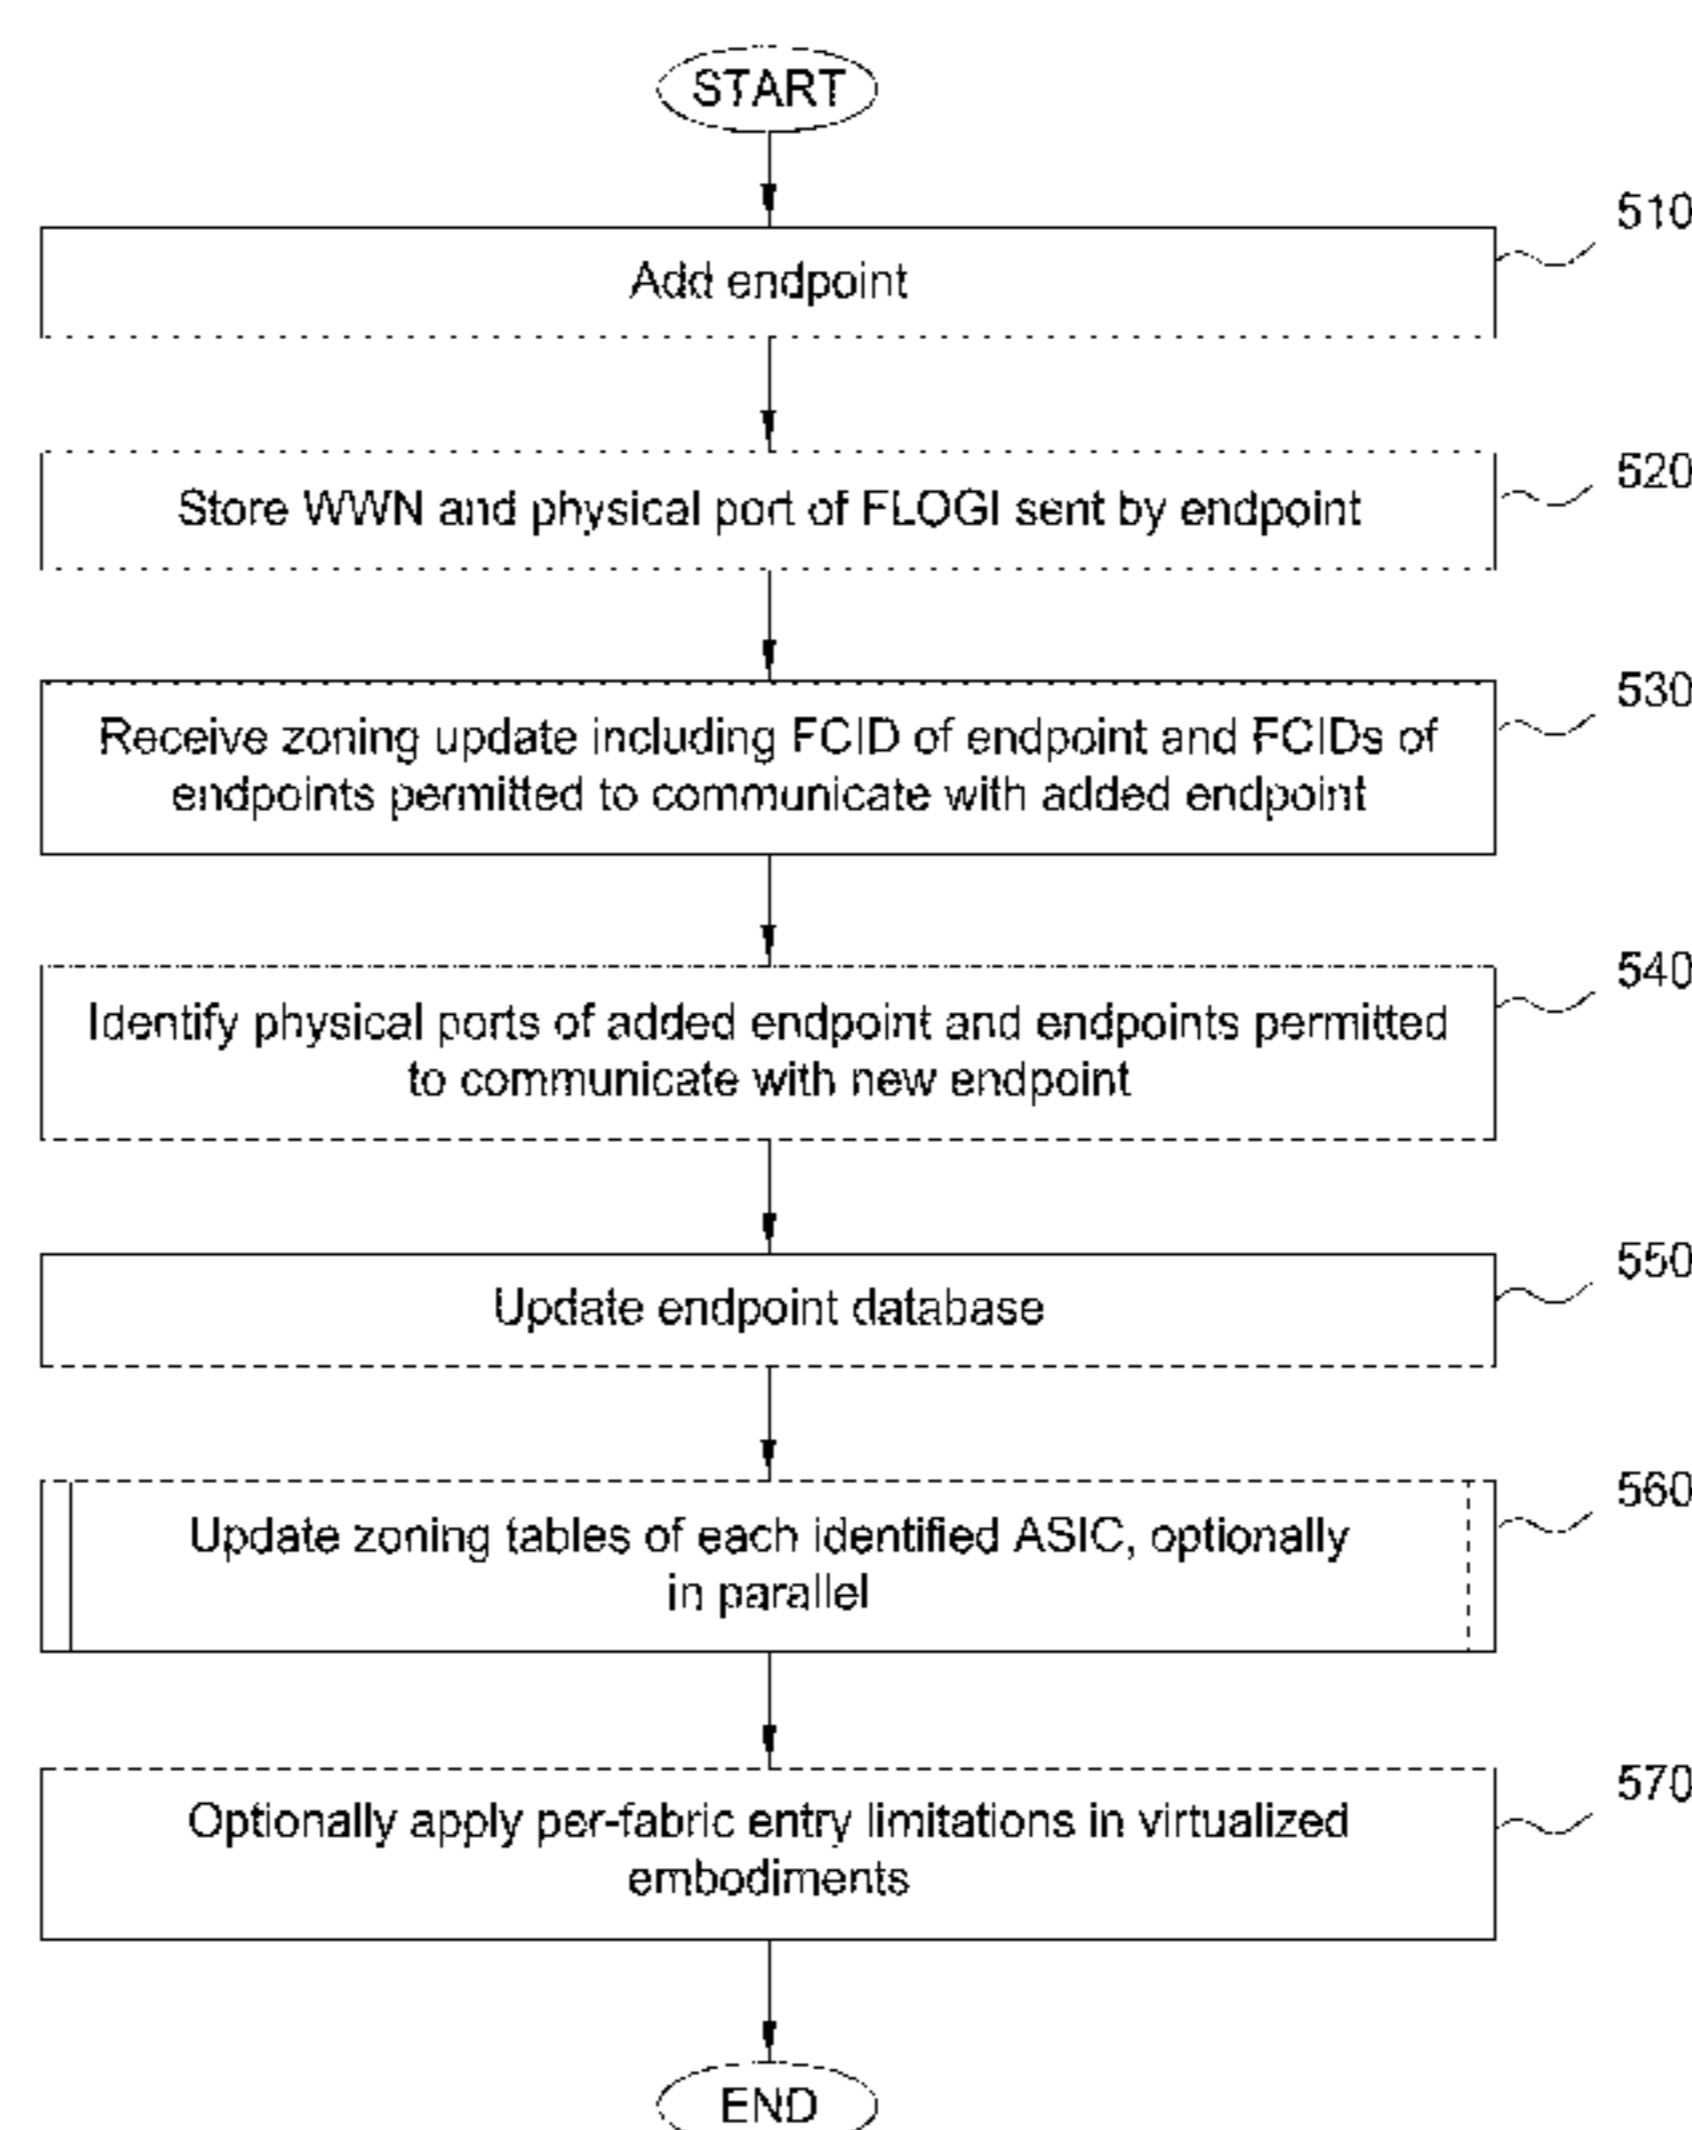 START
510
Add endpoint
520
Store WWN and physical port of FLOGI sent by endpoint
530
Receive zoning update including FCID of endpoint and FCIDs of
endpoints permitted to communicate with added endpoint
540
Identify physical ports of added endpoint and endpoints permitted
to communicate with new endpoint
550
Update endpoint database
560
Update zoning tables of each identified ASIC, optionally
in parallel
570
Optionally apply per-fabric entry limitations in virtualized
embodiments
END